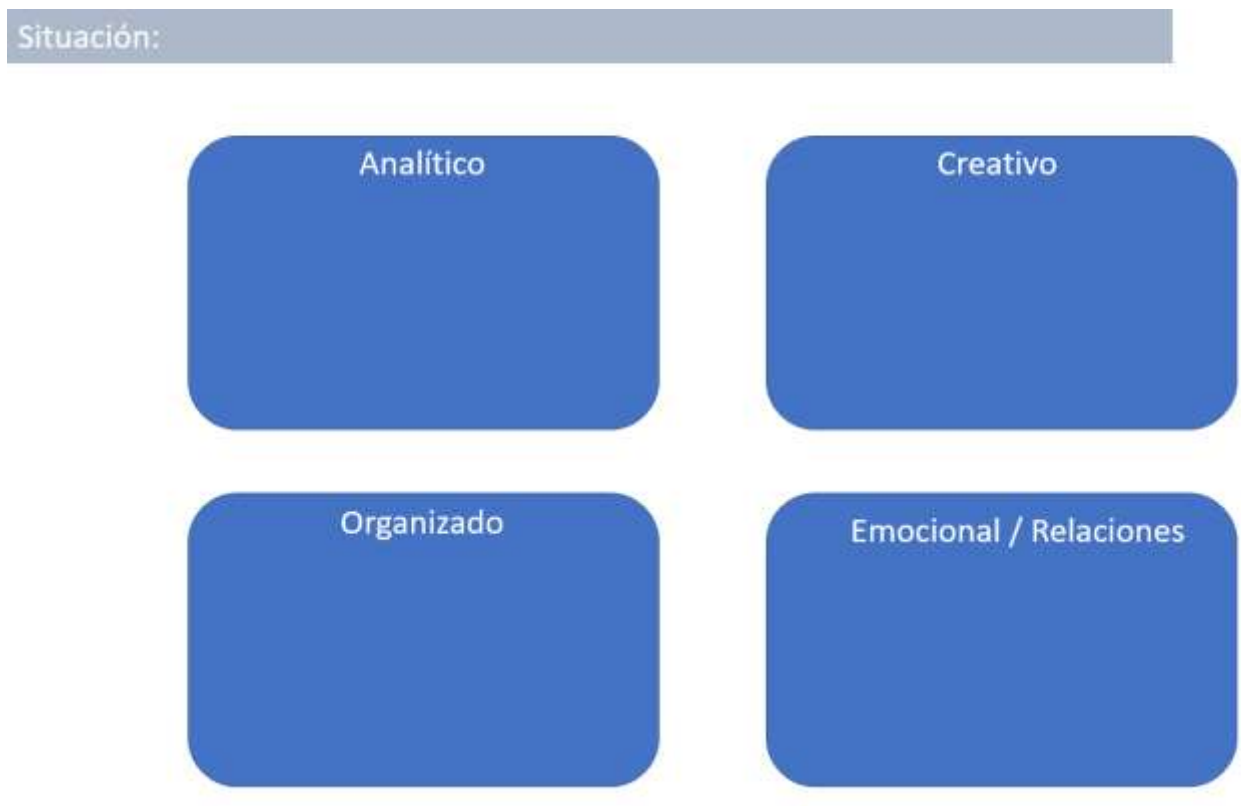 Situación:
Analítico
Creativo
Organizado
Emocional / Relaciones